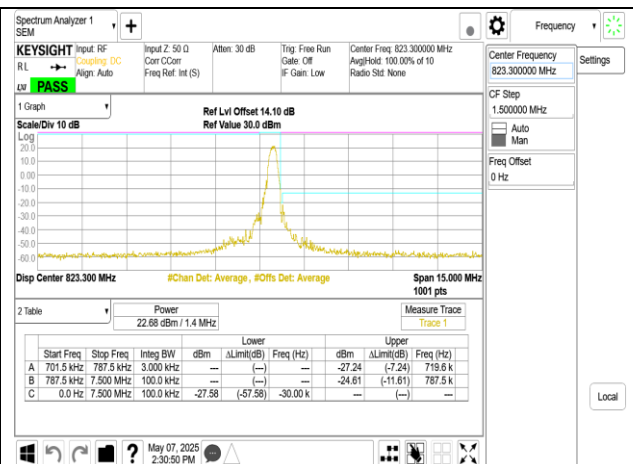 Spectrum Analyzer 1
SEM
Frequency
KEYSIGHT
Input: RF
Coupling: DC
Align: Auto
Input Z: 50 Ω
Corr CCorr
Freq Ref: Int (S)
Atten: 30 dB
Trig: Free Run
Gate: Off
IF Gain: Low
Center Freq: 823.300000 MHz
Avg|Hold: 100.00% of 10
Radio Std: None
RL
PASS
Center Frequency
823.300000 MHz
Settings
CF Step
1.500000 MHz
Auto
Man
Freq Offset
0 Hz
1 Graph
Scale/Div 10 dB
Ref Lvl Offset 14.10 dB
Ref Value 30.0 dBm
Log
20.0
10.0
0.00
-10.0
-20.0
-30.0
-40.0
-50.0
-60.0
Disp Center 823.300 MHz
#Chan Det: Average, #Offs Det: Average
Span 15.000 MHz
1001 pts
2 Table
Power
22.68 dBm / 1.4 MHz
Measure Trace
Trace 1
Lower Upper
Start Freq Stop Freq Integ BW dBm ΔLimit(dB) Freq (Hz) dBm ΔLimit(dB) Freq (Hz)
A 701.5 kHz 787.5 kHz 3.000 kHz --- (---) --- -27.24 (-7.24) 719.6 k
B 787.5 kHz 7.500 MHz 100.0 kHz --- (---) --- -24.61 (-11.61) 787.5 k
C 0.0 Hz 7.500 MHz 100.0 kHz -27.58 (-57.58) -30.00 k --- (---) ---
Local
?
May 07, 2025
2:30:50 PM